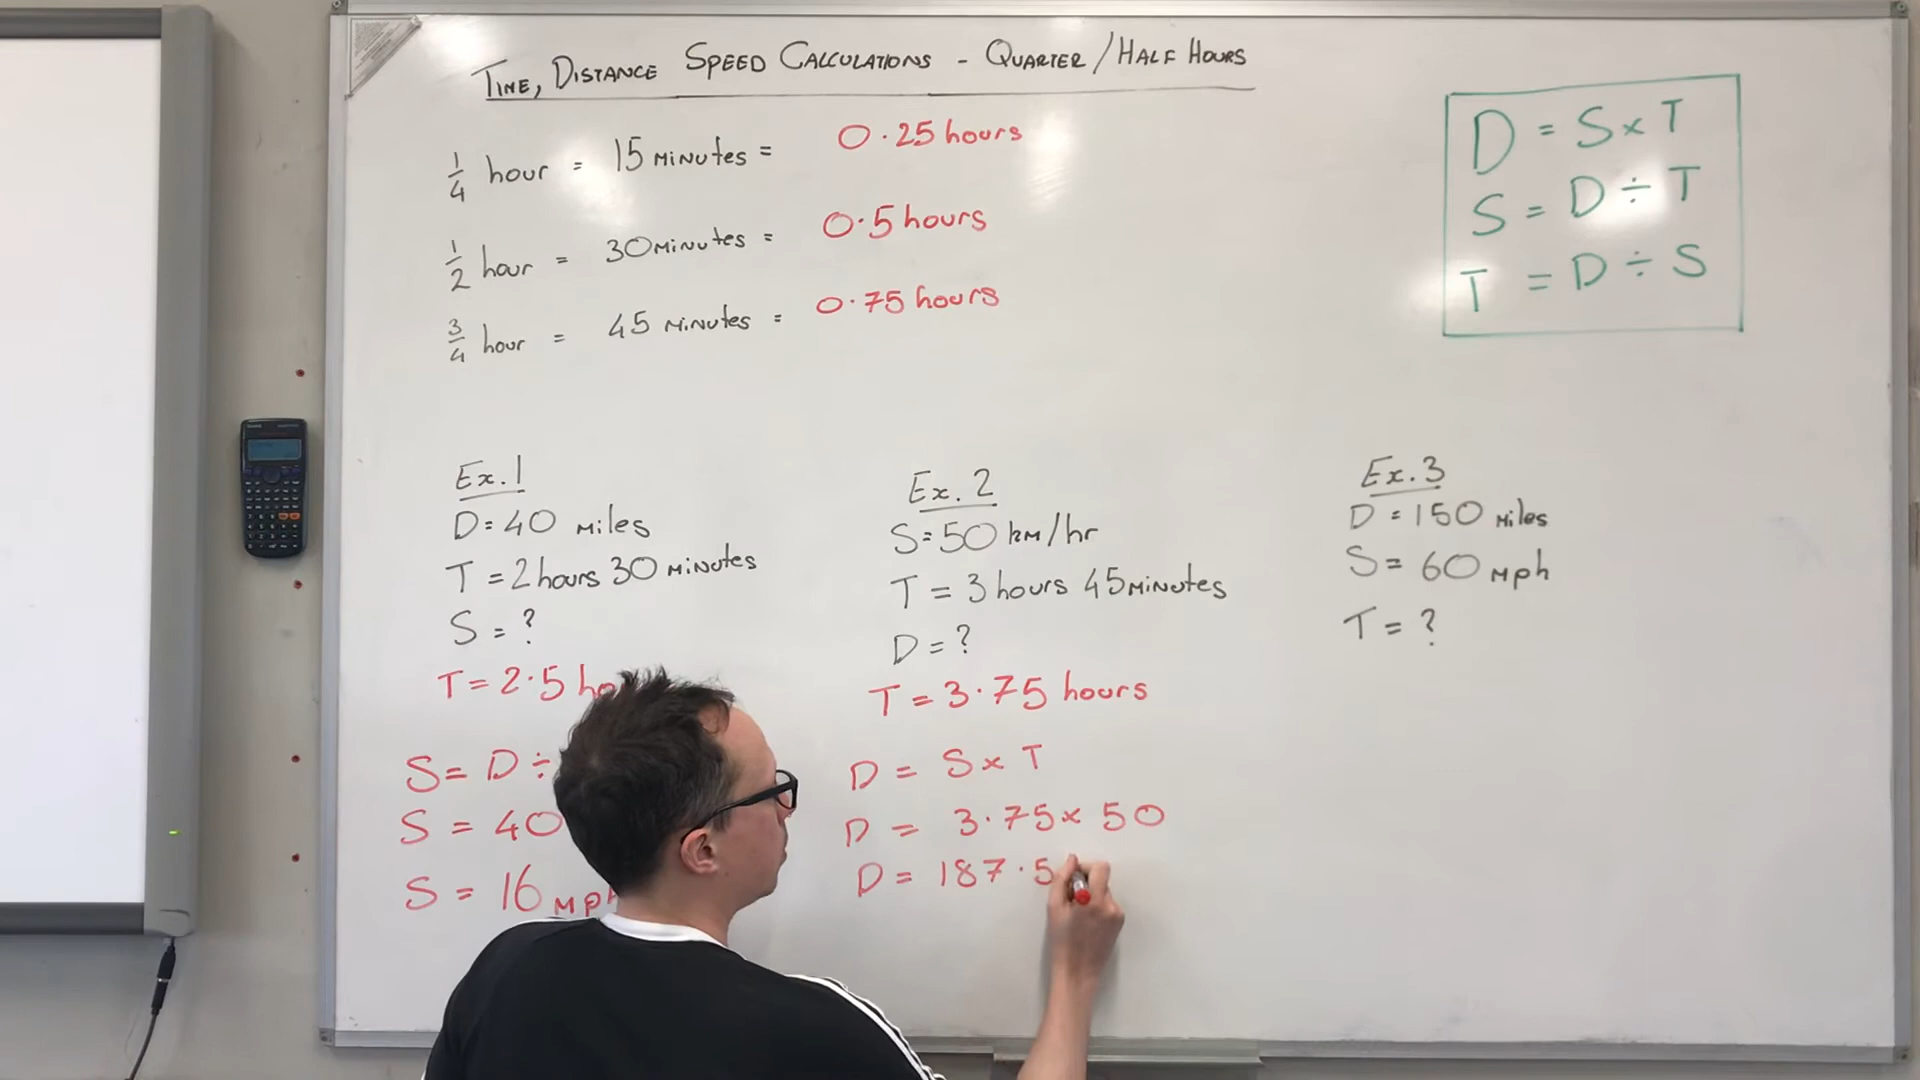 TIME, DISTANCE SPEED CALCULATIONS - QUARTER/HALF HOURS
1/4 hour = 15 MINUTES = 0.25 hours
1/2 hour = 30 MINUTES = 0.5 hours
3/4 hour = 45 MINUTES = 0.75 hours
D = S x T
S = D ÷ T
T = D ÷ S
Ex.1
D = 40 MILES
T = 2 hours 30 MINUTES
S = ?
T = 2.5
S = D ÷
S = 40
S = 16 mph
Ex. 2
S = 50 km/hr
T = 3 hours 45 MINUTES
D = ?
T = 3.75 hours
D = S x T
D = 3.75 x 50
D = 187.5
Ex.3
D = 150 MILES
S = 60 mph
T = ?